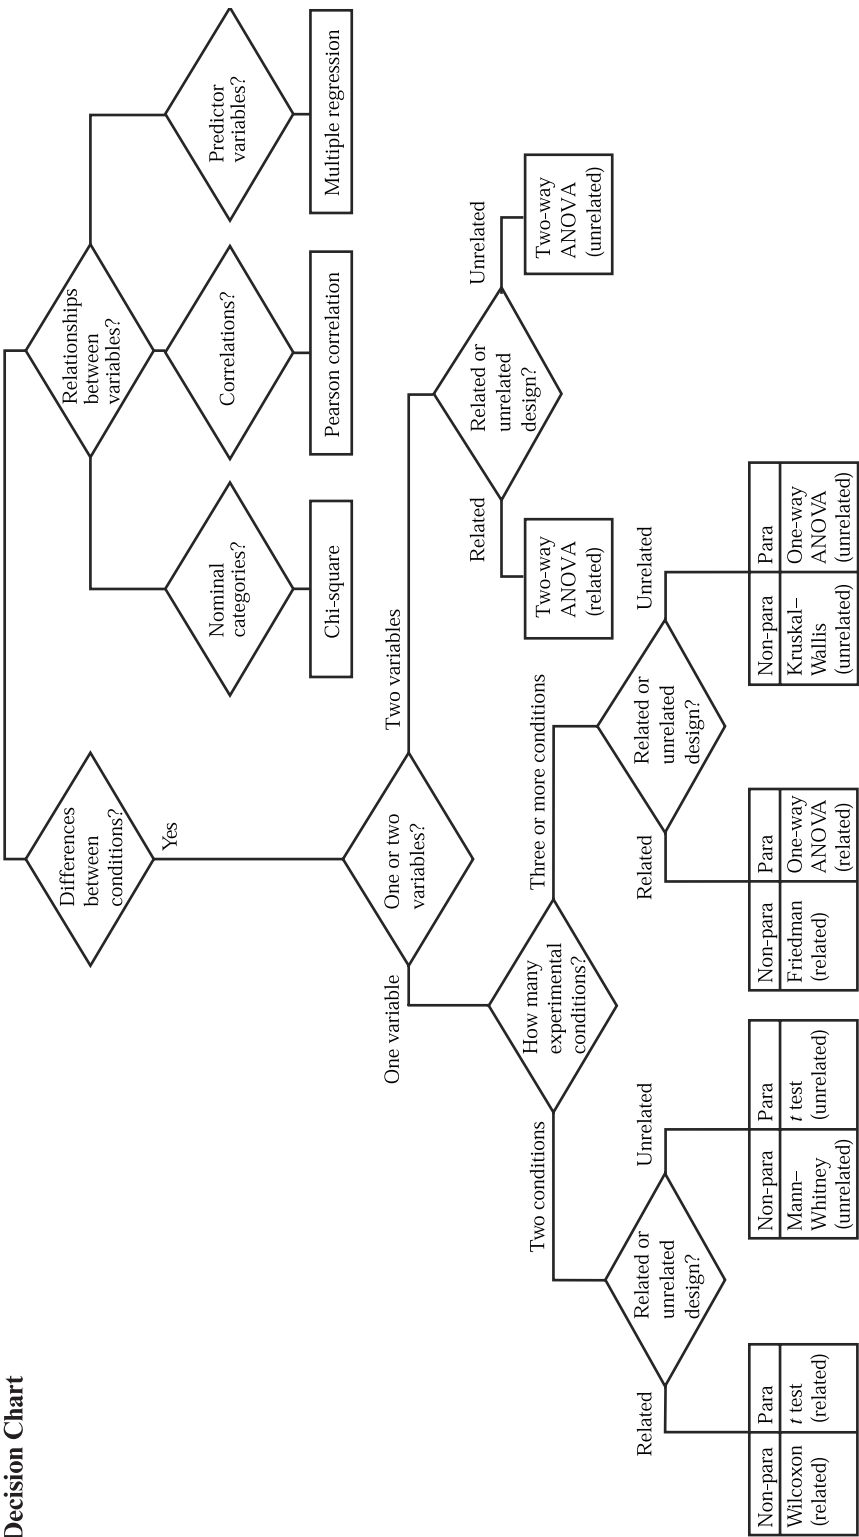 Decision Chart
Differences
between
conditions?
Yes
Relationships
between
variables?
Nominal
categories?
Chi-square
Correlations?
Pearson correlation
Predictor
variables?
Multiple regression
One or two
variables?
One variable
Two variables
How many
experimental
conditions?
Two conditions
Three or more conditions
Related or
unrelated
design?
Related
Unrelated
Two-way
ANOVA
(related)
Two-way
ANOVA
(unrelated)
Related or
unrelated
design?
Related
Unrelated
Non-para
Para
Wilcoxon
(related)
t test
(related)
Non-para
Para
Mann–
Whitney
(unrelated)
t test
(unrelated)
Related or
unrelated
design?
Related
Unrelated
Non-para
Para
Friedman
(related)
One-way
ANOVA
(related)
Non-para
Para
Kruskal–
Wallis
(unrelated)
One-way
ANOVA
(unrelated)